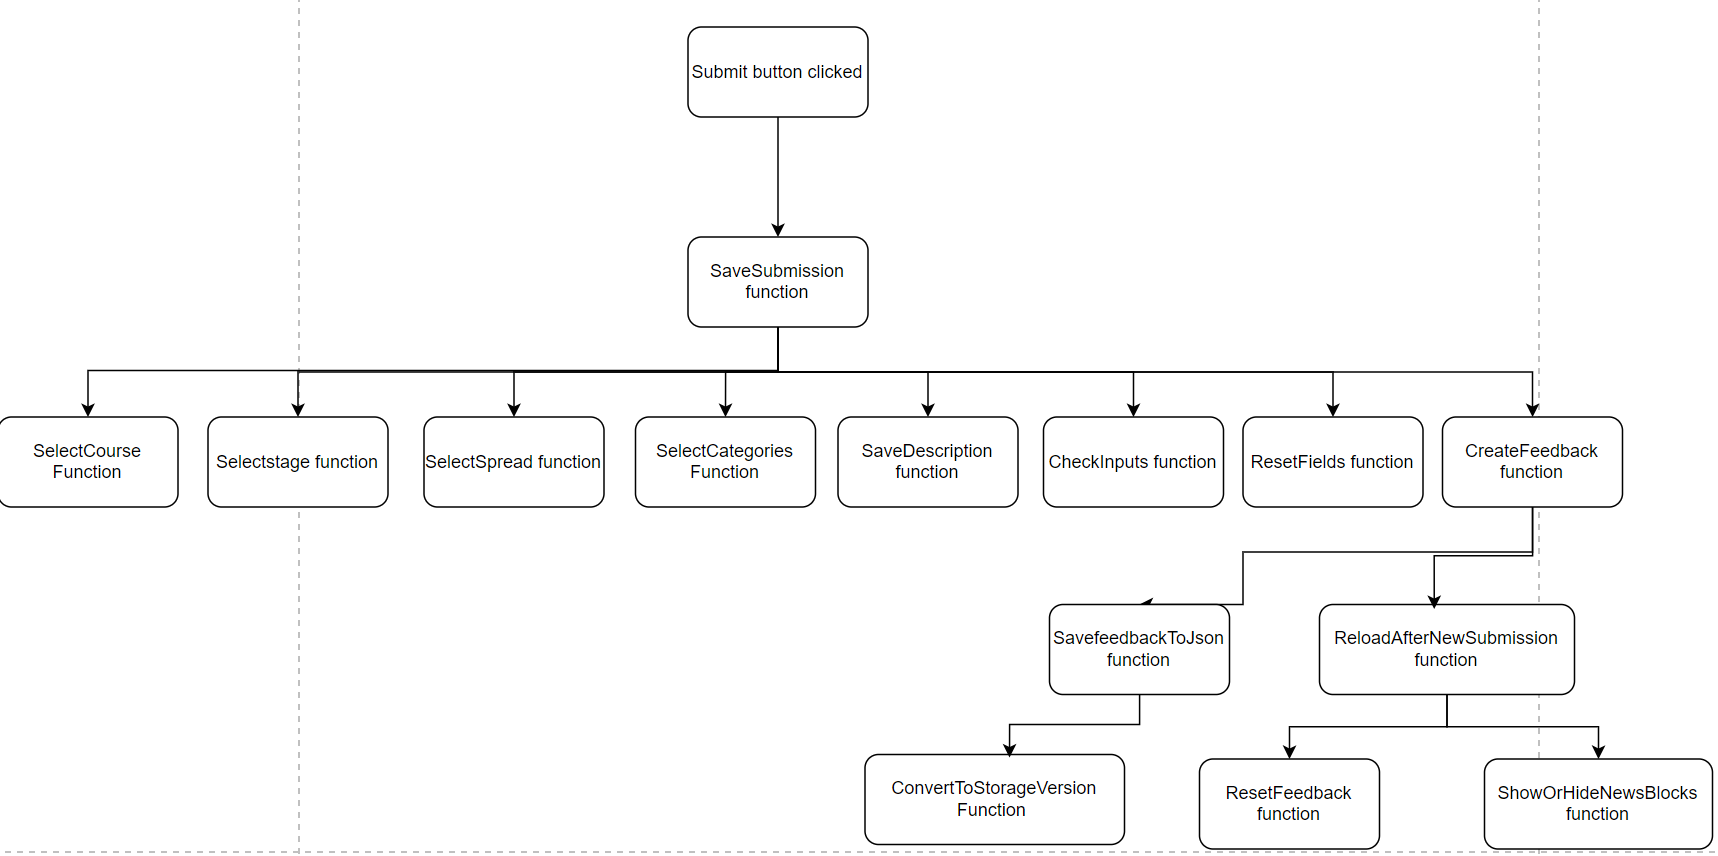 Submit button clicked
SaveSubmission
function
SelectCourse
Function
Selectstage function
SelectSpread function
SelectCategories
Function
SaveDescription
function
CheckInputs function
ResetFields function
CreateFeedback
function
SavefeedbackToJson
function
ReloadAfterNewSubmission
function
ConvertToStorageVersion
Function
ResetFeedback
function
ShowOrHideNewsBlocks
function